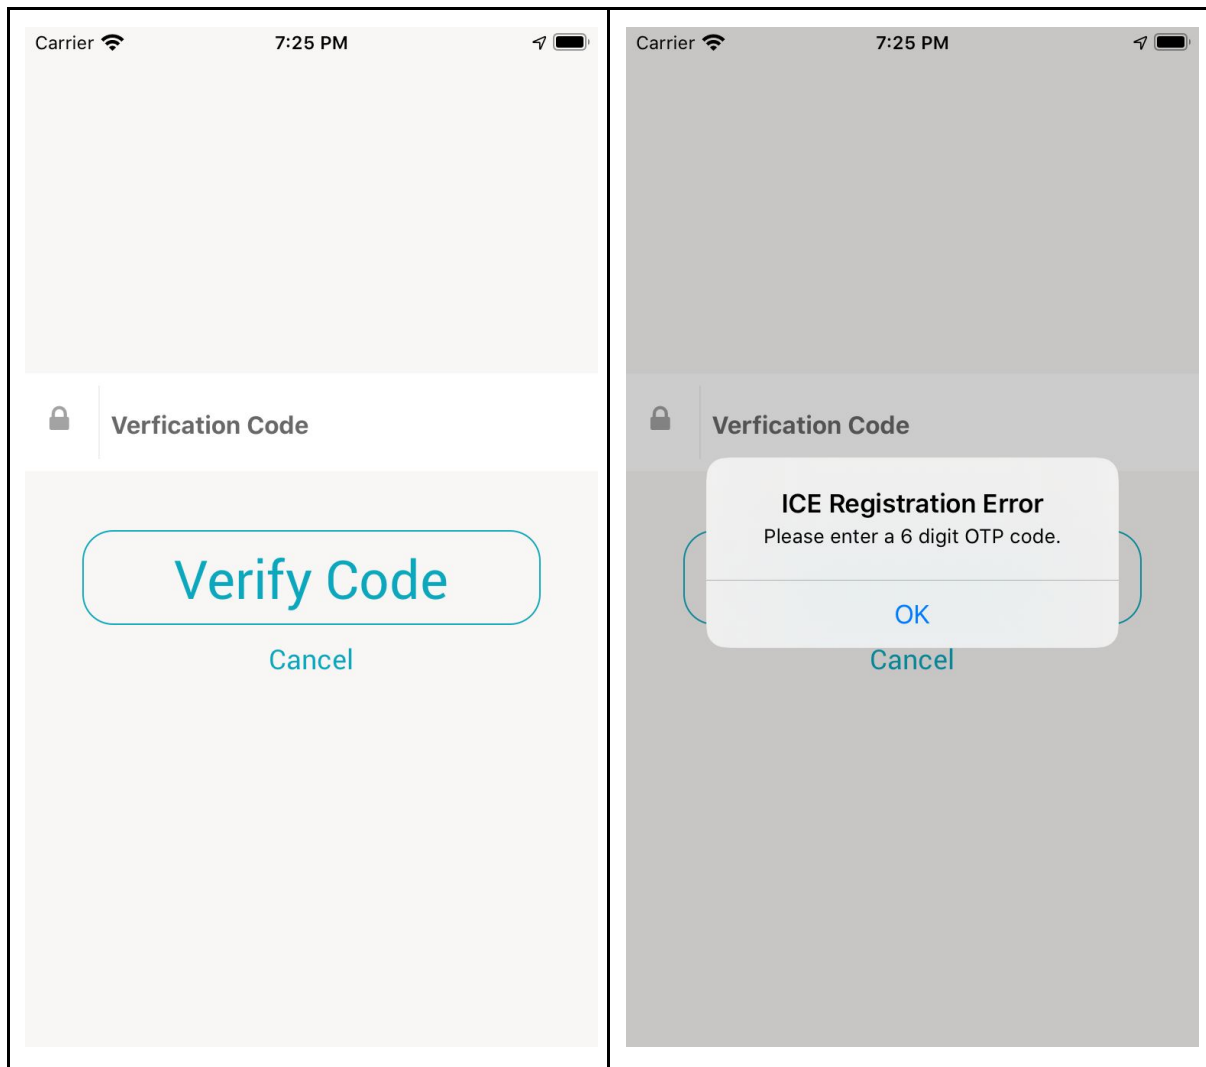 Carrier 7:25 PM
Verfication Code
Verify Code
Cancel
Carrier 7:25 PM
Verfication Code
ICE Registration Error
Please enter a 6 digit OTP code.
OK
Cancel